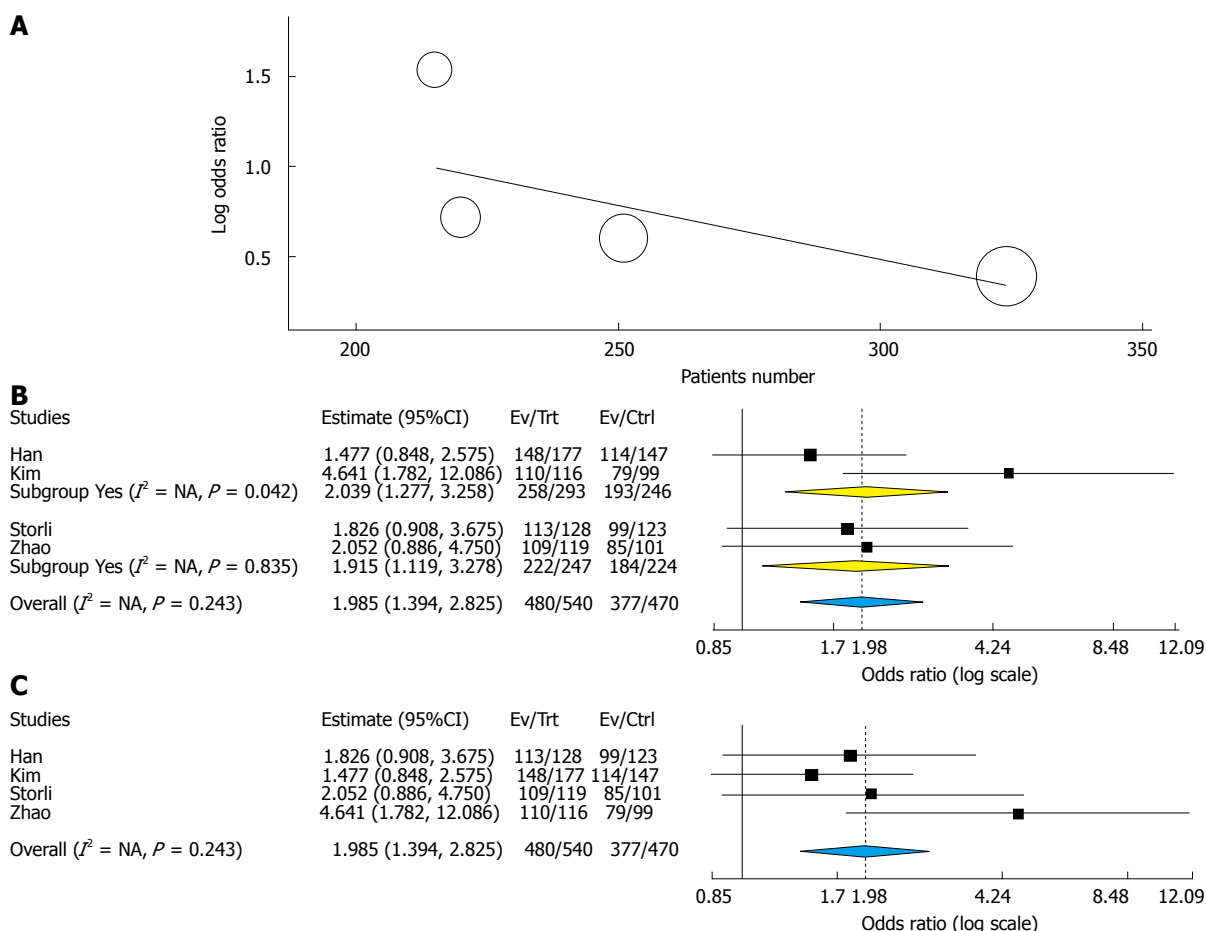 A
Log odds ratio
1.5
1.0
0.5
200 250 300 350
Patients number
B
Studies Estimate (95%CI) Ev/Trt Ev/Ctrl
Han 1.477 (0.848, 2.575) 148/177 114/147
Kim 4.641 (1.782, 12.086) 110/116 79/99
Subgroup Yes (I² = NA, P = 0.042) 2.039 (1.277, 3.258) 258/293 193/246
Storli 1.826 (0.908, 3.675) 113/128 99/123
Zhao 2.052 (0.886, 4.750) 109/119 85/101
Subgroup Yes (I² = NA, P = 0.835) 1.915 (1.119, 3.278) 222/247 184/224
Overall (I² = NA, P = 0.243) 1.985 (1.394, 2.825) 480/540 377/470
0.85 1.7 1.98 4.24 8.48 12.09
Odds ratio (log scale)
C
Studies Estimate (95%CI) Ev/Trt Ev/Ctrl
Han 1.826 (0.908, 3.675) 113/128 99/123
Kim 1.477 (0.848, 2.575) 148/177 114/147
Storli 2.052 (0.886, 4.750) 109/119 85/101
Zhao 4.641 (1.782, 12.086) 110/116 79/99
Overall (I² = NA, P = 0.243) 1.985 (1.394, 2.825) 480/540 377/470
0.85 1.7 1.98 4.24 8.48 12.09
Odds ratio (log scale)